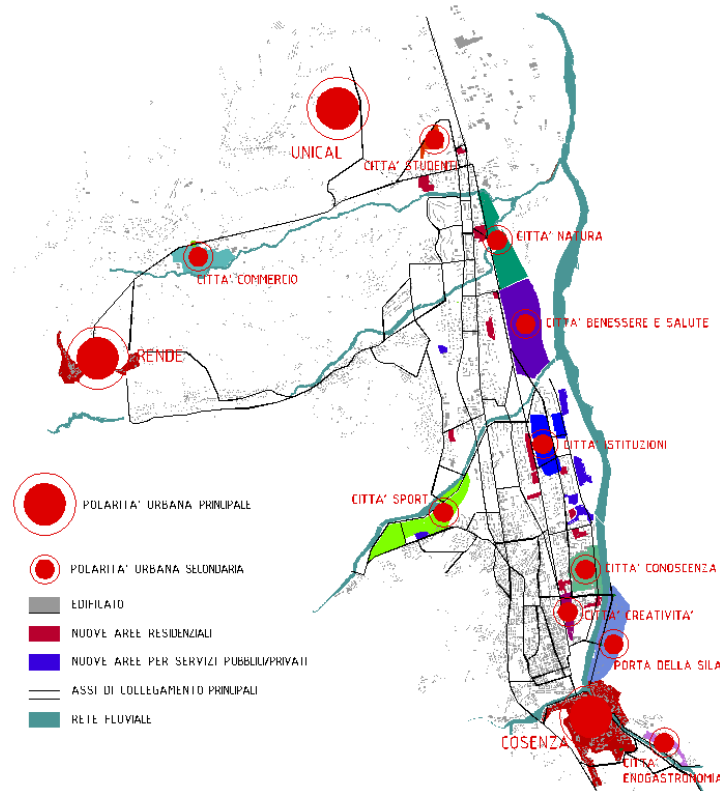 UNICAL
CITTA' STUDENTI
CITTA' NATURA
CITTA' COMMERCIO
CITTA' BENESSERE E SALUTE
RENDE
CITTA' ISTITUZIONI
CITTA' SPORT
POLARITA' URBANA PRINCIPALE
POLARITA' URBANA SECONDARIA
CITTA' CONOSCENZA
EDIFICATO
CITTA' CREATIVITA'
NUOVE AREE RESIDENZIALI
NUOVE AREE PER SERVIZI PUBBLICI/PRIVATI
PORTA DELLA SILA
ASSI DI COLLEGAMENTO PRINCIPALI
RETE FLUVIALE
COSENZA
CITTA'
ENOGASTRONOMIA